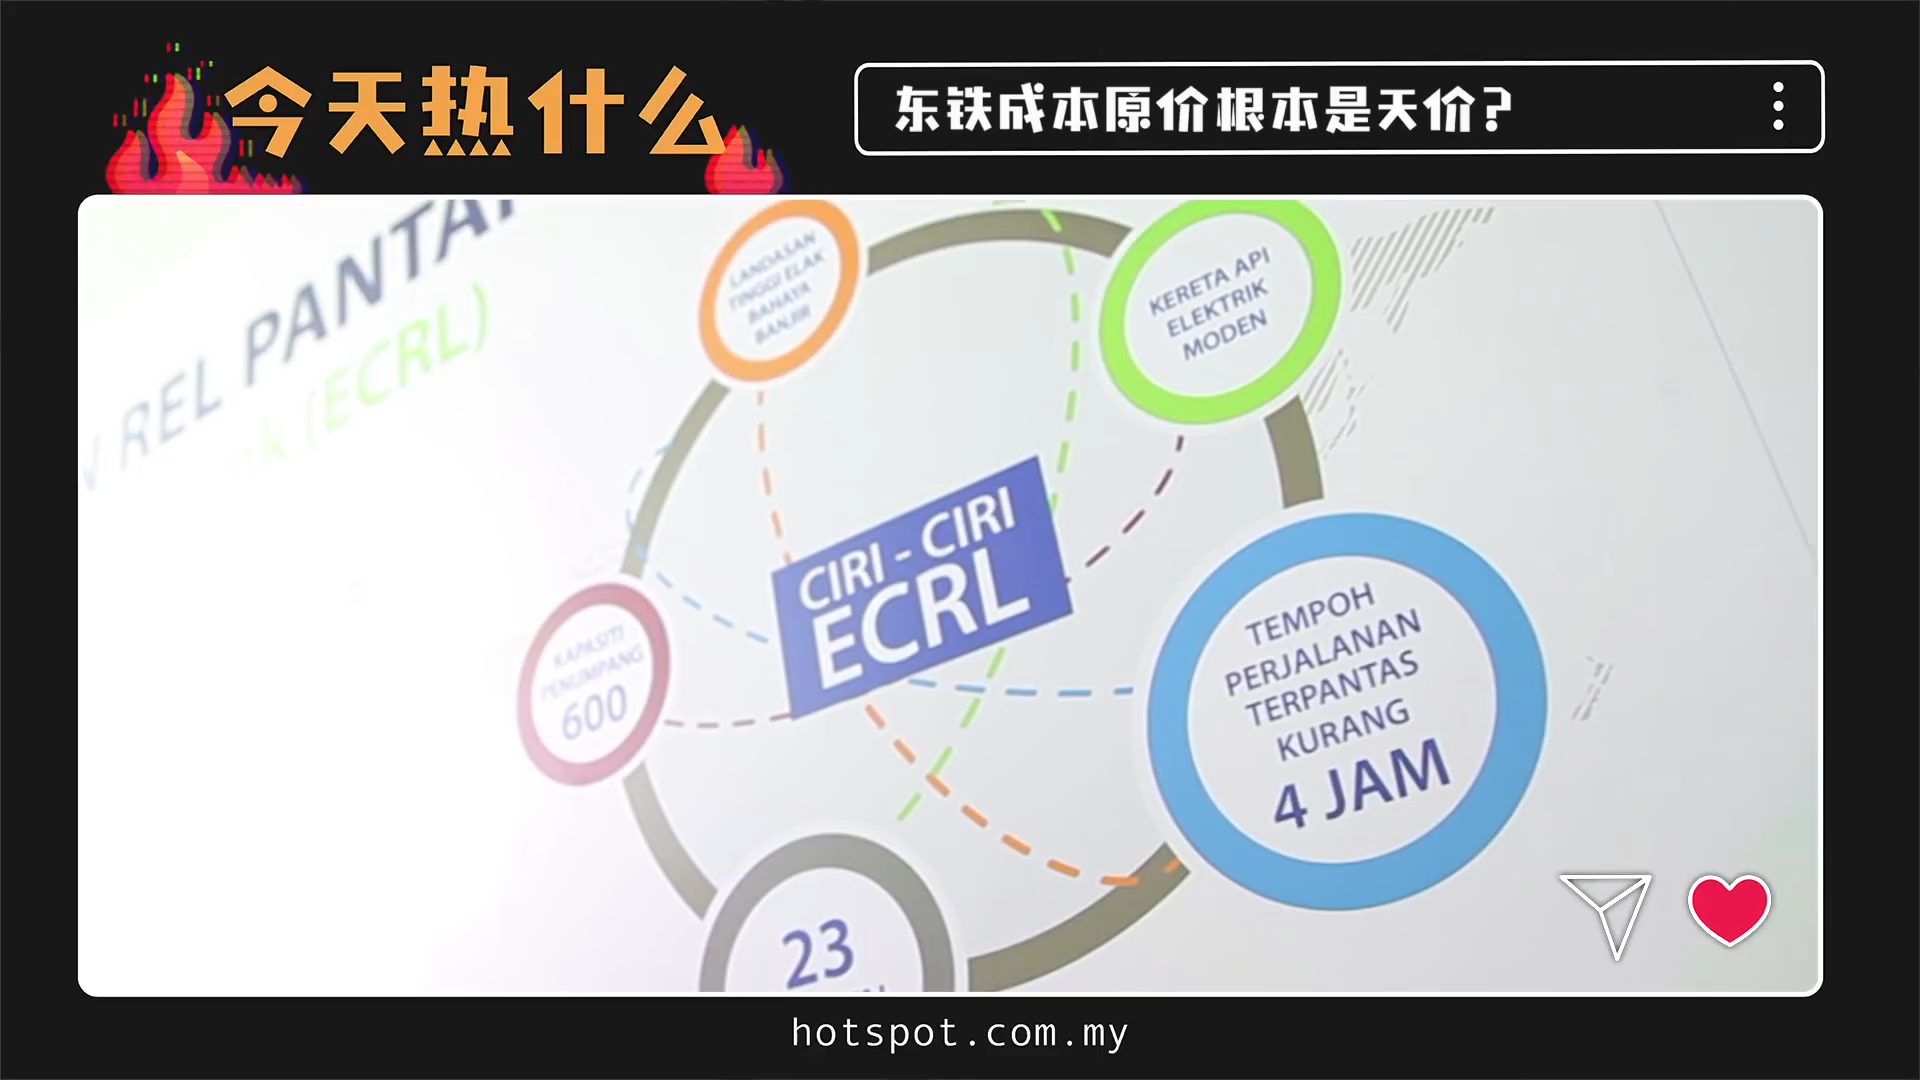 今天热什么
东铁成本原价根本是天价?
REL PANTAI
(ECRL)
LANDASAN
TINGGI ELAK
BAHAYA
BANJIR
KERETA API
ELEKTRIK
MODEN
CIRI - CIRI
ECRL
KAPASITI
PENUMPANG
600
TEMPOH
PERJALANAN
TERPANTAS
KURANG
4 JAM
23
hotspot.com.my